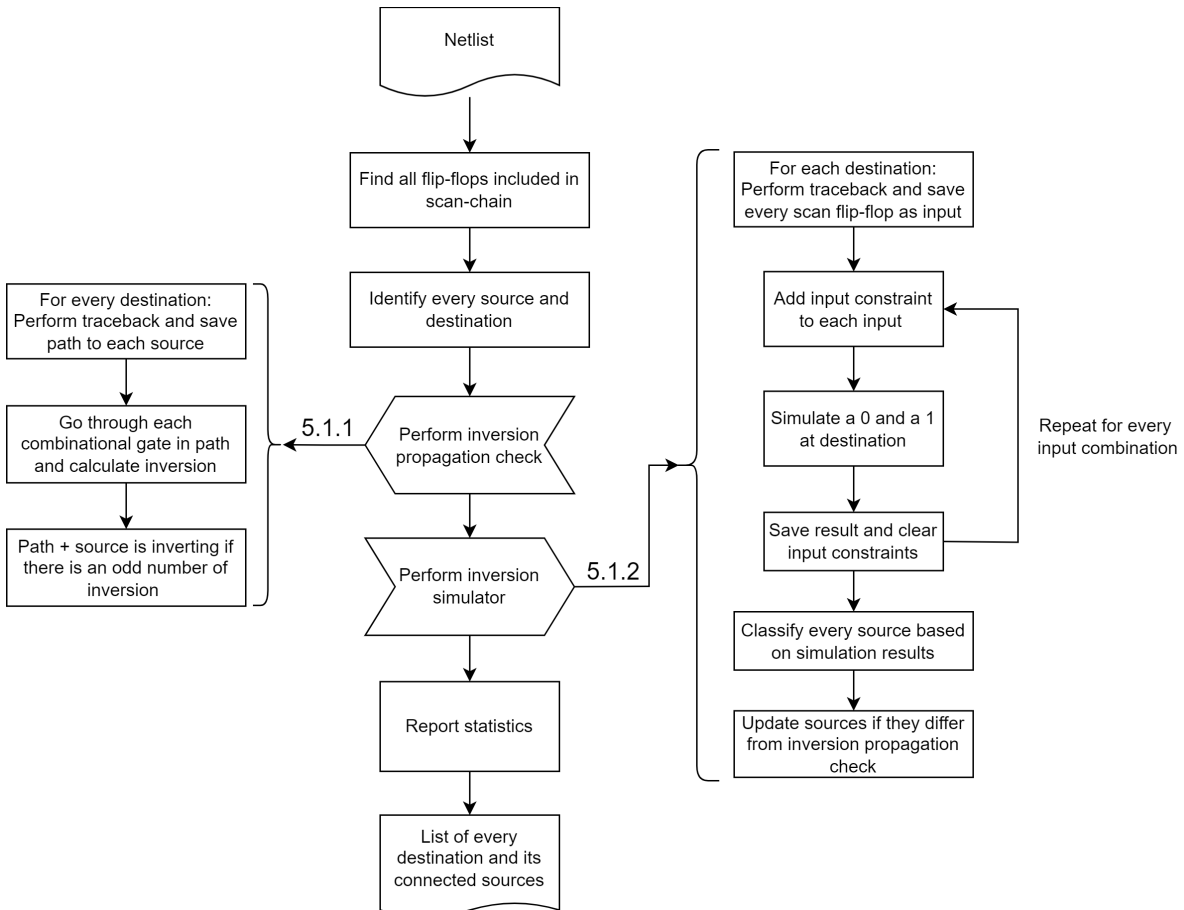 Netlist
Find all flip-flops included in
scan-chain
Identify every source and
destination
Perform inversion
propagation check
5.1.1
For every destination:
Perform traceback and save
path to each source
Go through each
combinational gate in path
and calculate inversion
Path + source is inverting if
there is an odd number of
inversion
Perform inversion
simulator
5.1.2
For each destination:
Perform traceback and save
every scan flip-flop as input
Add input constraint
to each input
Simulate a 0 and a 1
at destination
Save result and clear
input constraints
Repeat for every
input combination
Classify every source based
on simulation results
Update sources if they differ
from inversion propagation
check
Report statistics
List of every
destination and its
connected sources